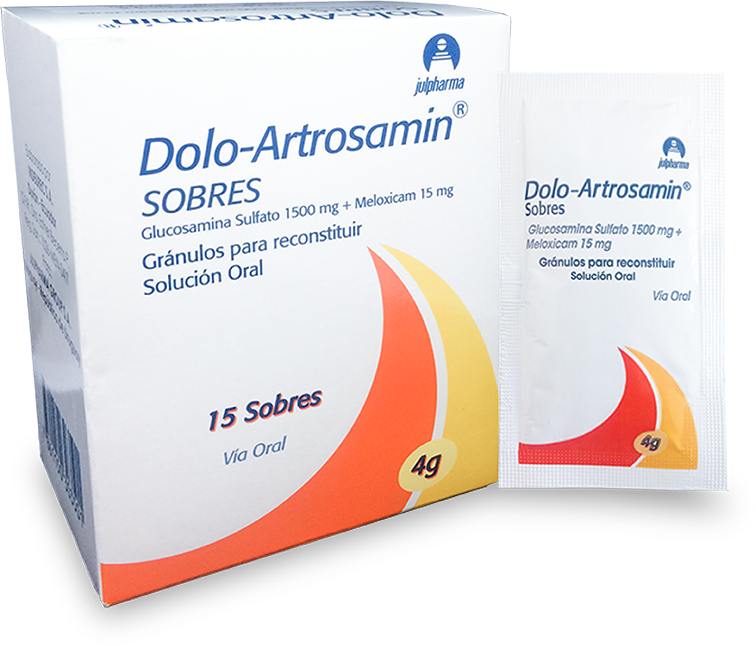 Dolo-Artrosamin®
julpharma
Dolo-Artrosamin®
SOBRES
Glucosamina Sulfato 1500 mg + Meloxicam 15 mg
Gránulos para reconstituir
Solución Oral
15 Sobres
Vía Oral
4g
julpharma
Dolo-Artrosamin®
Sobres
Glucosamina Sulfato 1500 mg +
Meloxicam 15 mg
Gránulos para reconstituir
Solución Oral
Vía Oral
4g